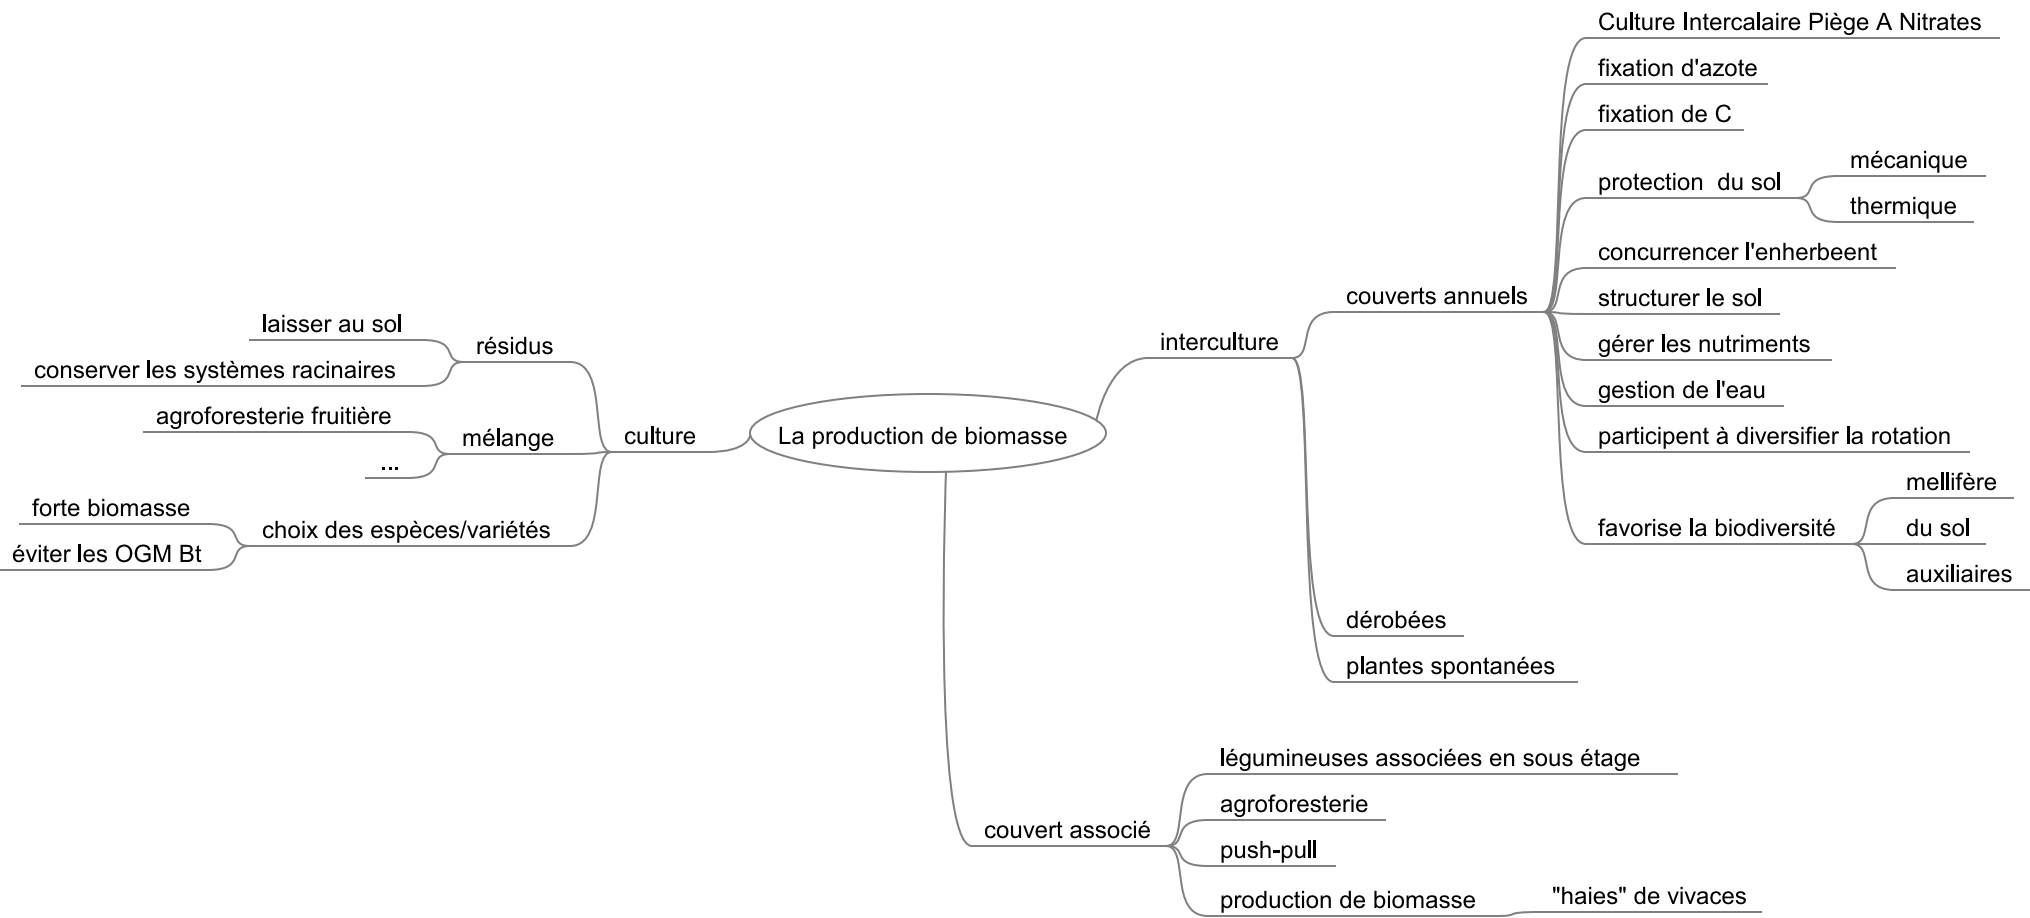 La production de biomasse
interculture
couverts annuels
Culture Intercalaire Piège A Nitrates
fixation d'azote
fixation de C
protection  du sol
mécanique
thermique
concurrencer l'enherbeent
structurer le sol
gérer les nutriments
gestion de l'eau
participent à diversifier la rotation
favorise la biodiversité
mellifère
du sol
auxiliaires
dérobées
plantes spontanées
couvert associé
légumineuses associées en sous étage
agroforesterie
push-pull
production de biomasse
"haies" de vivaces
culture
résidus
laisser au sol
conserver les systèmes racinaires
mélange
agroforesterie fruitière
...
choix des espèces/variétés
forte biomasse
éviter les OGM Bt